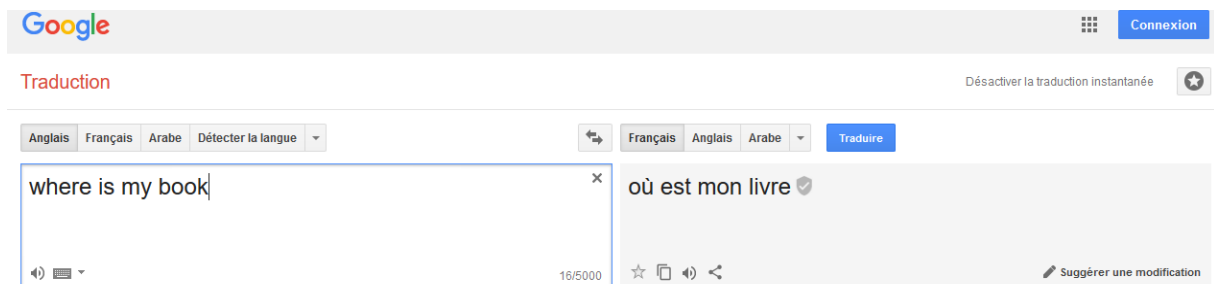 Google Connexion
Traduction Désactiver la traduction instantanée
Anglais Français Arabe Détecter la langue Français Anglais Arabe Traduire
where is my book où est mon livre
16/5000 Suggérer une modification